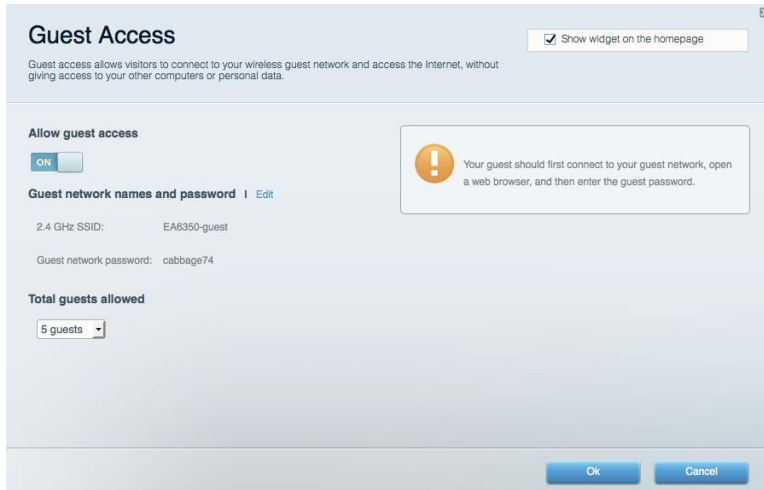 Guest Access
Show widget on the homepage
Guest access allows visitors to connect to your wireless guest network and access the Internet, without
giving access to your other computers or personal data.
Allow guest access
ON
Your guest should first connect to your guest network, open
a web browser, and then enter the guest password.
Guest network names and password | Edit
2.4 GHz SSID: EA6350-guest
Guest network password: cabbage74
Total guests allowed
5 guests
Ok Cancel